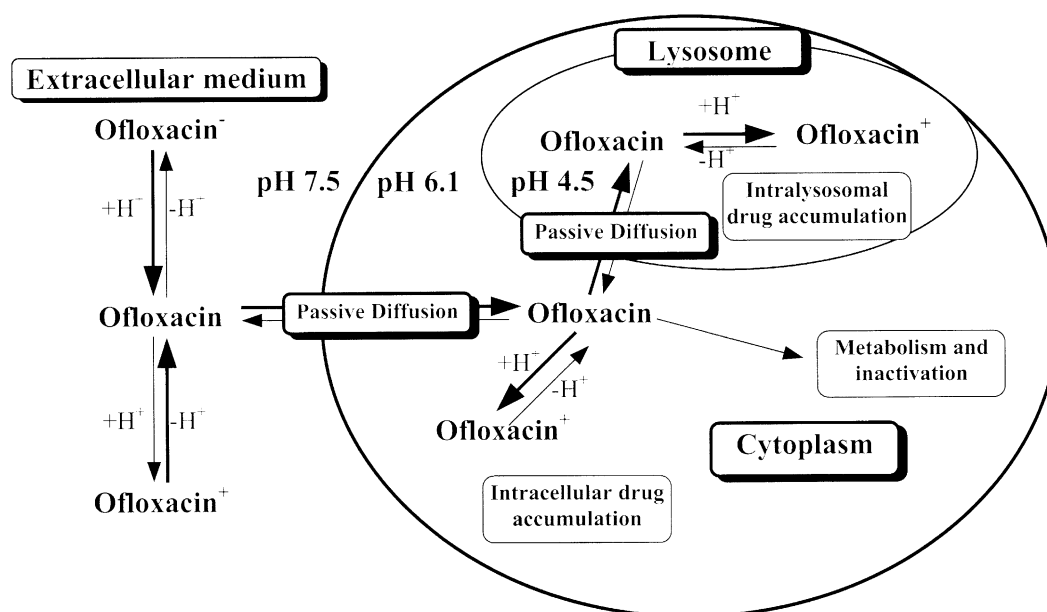 Lysosome
Extracellular medium
Ofloxacin⁻
+H⁺
-H⁺
Ofloxacin
+H⁺
-H⁺
Ofloxacin⁺
pH 7.5
pH 6.1
pH 4.5
Ofloxacin
+H⁺
-H⁺
Ofloxacin⁺
Intralysosomal
drug accumulation
Passive Diffusion
Passive Diffusion
Ofloxacin
+H⁺
-H⁺
Ofloxacin⁺
Metabolism and
inactivation
Cytoplasm
Intracellular drug
accumulation